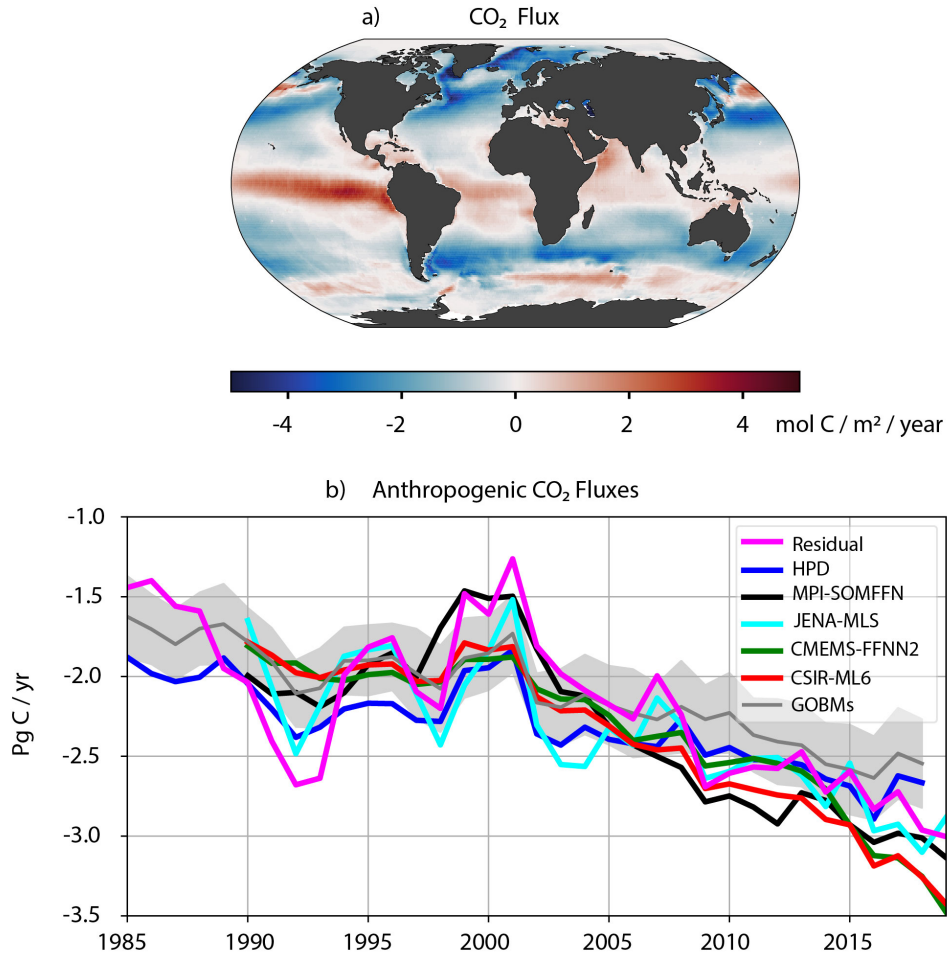 a) CO₂ Flux
-4 -2 0 2 4 mol C / m² / year
b) Anthropogenic CO₂ Fluxes
Pg C / yr
-1.0
-1.5
-2.0
-2.5
-3.0
-3.5
Residual
HPD
MPI-SOMFFN
JENA-MLS
CMEMS-FFNN2
CSIR-ML6
GOBMs
1985 1990 1995 2000 2005 2010 2015